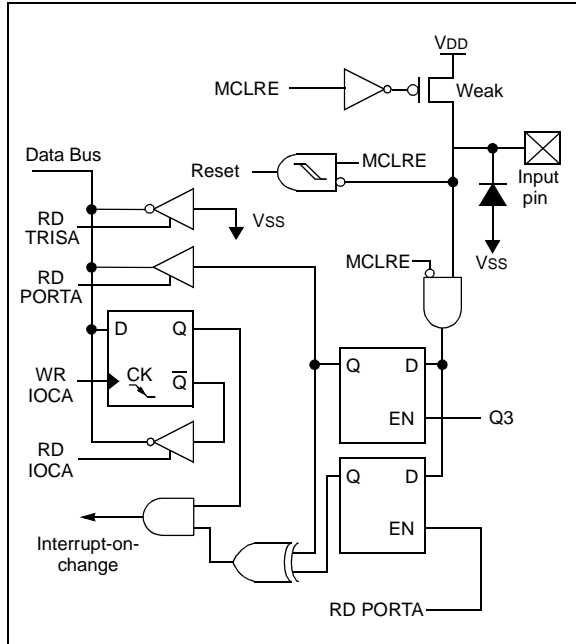 VDD
MCLRE
Weak
Data Bus
Reset
MCLRE
Input
pin
RD
TRISA
VSS
VSS
RD
PORTA
MCLRE
D
Q
WR
IOCA
CK
Q
Q
D
EN
Q3
RD
IOCA
Q
D
EN
Interrupt-on-
change
RD PORTA